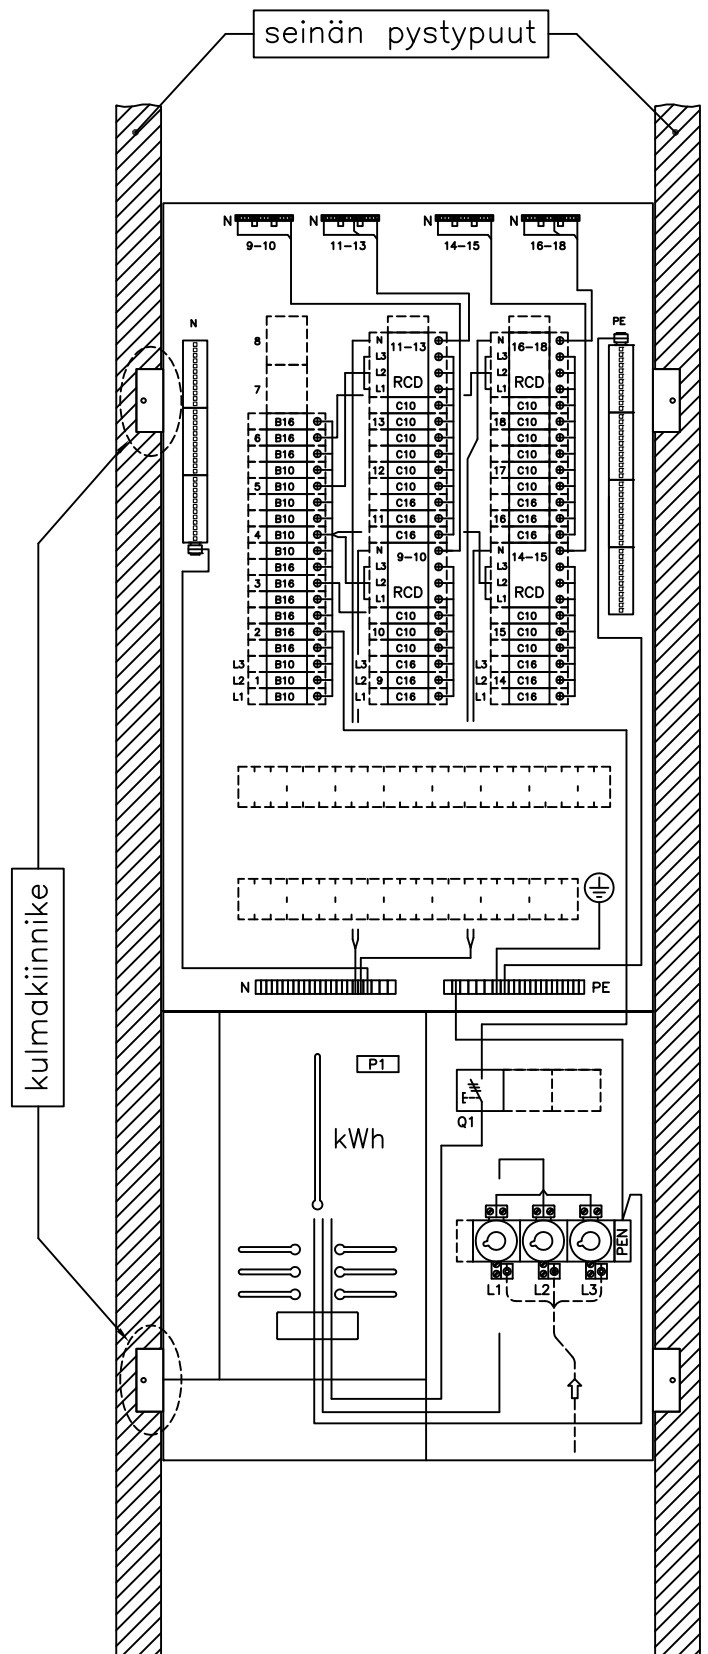 seinän pystypuut
N N N N
9-10 11-13 14-15 16-18
N PE
8 N 11-13 N 16-18
L3 L3
L2 RCD L2 RCD
7 L1 L1
C10 C10
B16 13 C10 18 C10
6 B16 C10 C10
B16 C10 C10
B10 12 C10 17 C10
5 B10 C10 C10
B10 C16 C16
B10 11 C16 16 C16
4 B10 C16 C16
B10 N 9-10 N 14-15
B16 L3 L3
3 B16 L2 RCD L2 RCD
B16 L1 L1
B16 C10 C10
2 B16 10 C10 15 C10
B16 C10 C10
L3 B10 L3 C16 L3 C16
L2 1 B10 L2 9 C16 L2 14 C16
L1 B10 L1 C16 L1 C16
kulmakiinnike
N PE
P1
kWh
Q1
PEN
L1 L2 L3